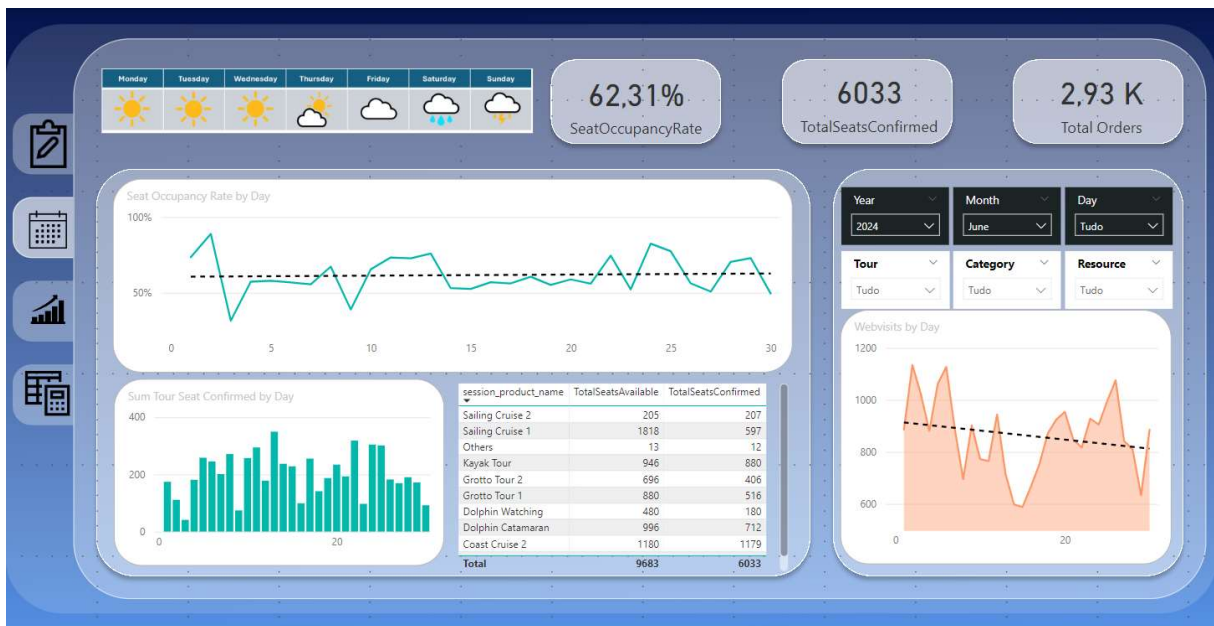 Monday Tuesday Wednesday Thursday Friday Saturday Sunday
62,31%
SeatOccupancyRate
6033
TotalSeatsConfirmed
2,93 K
Total Orders
Seat Occupancy Rate by Day
100%
50%
0 5 10 15 20 25 30
Sum Tour Seat Confirmed by Day
400
200
0
0 20
session_product_name TotalSeatsAvailable TotalSeatsConfirmed
Sailing Cruise 2 205 207
Sailing Cruise 1 1818 597
Others 13 12
Kayak Tour 946 880
Grotto Tour 2 696 406
Grotto Tour 1 880 516
Dolphin Watching 480 180
Dolphin Catamaran 996 712
Coast Cruise 2 1180 1179
Total 9683 6033
Year Month Day
2024 June Tudo
Tour Category Resource
Tudo Tudo Tudo
Webvisits by Day
1200
1000
800
600
0 20